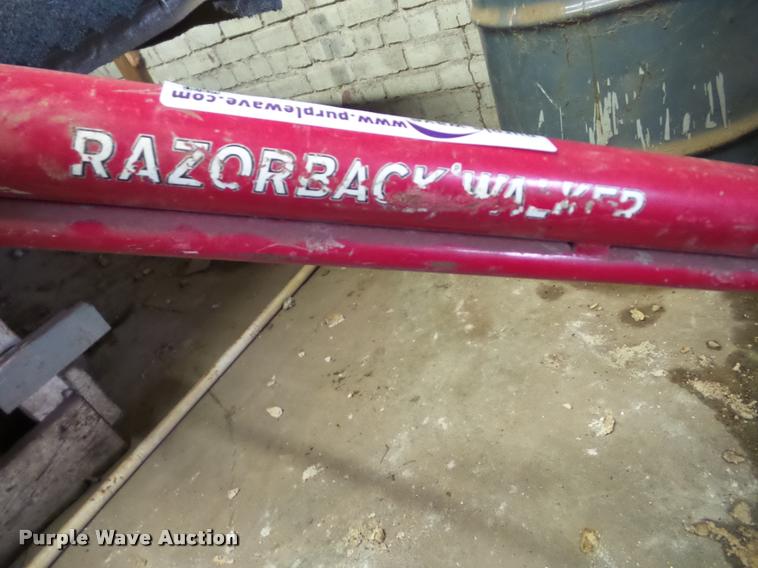 www.purplewave.com
RAZORBACK® WALKER
Purple Wave Auction